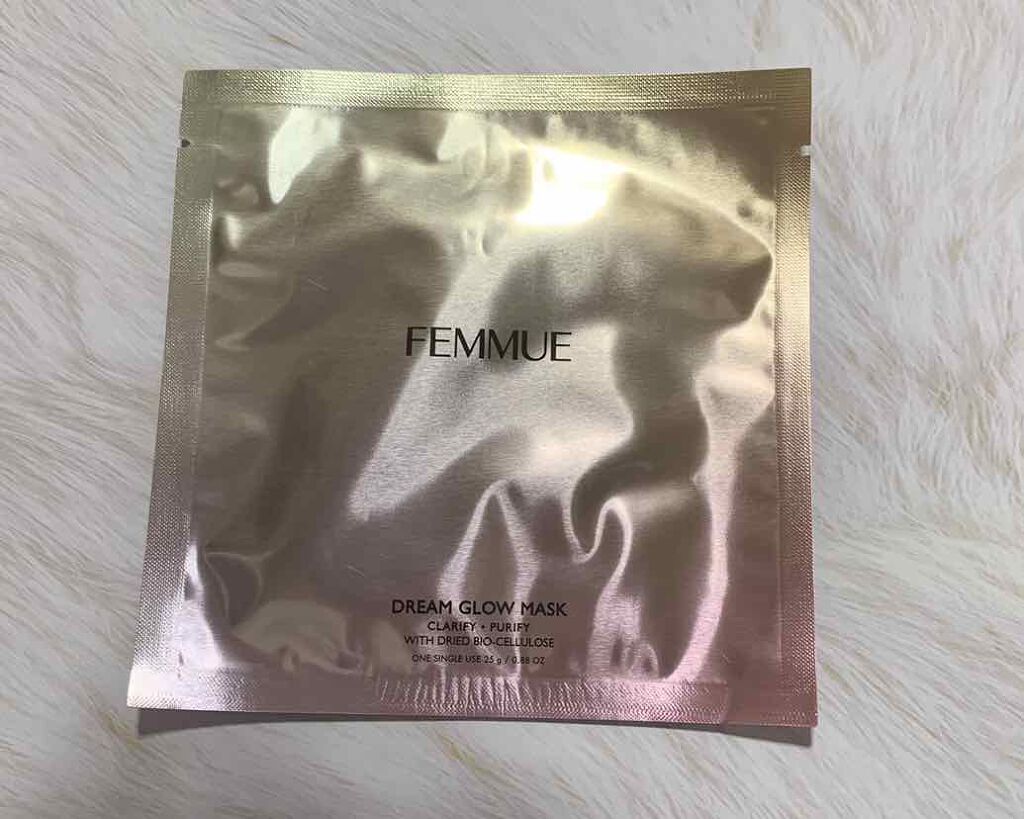 FEMMUE
DREAM GLOW MASK
CLARIFY • PURIFY
WITH DRIED BIO-CELLULOSE
ONE SINGLE USE 25 g / 0.88 OZ